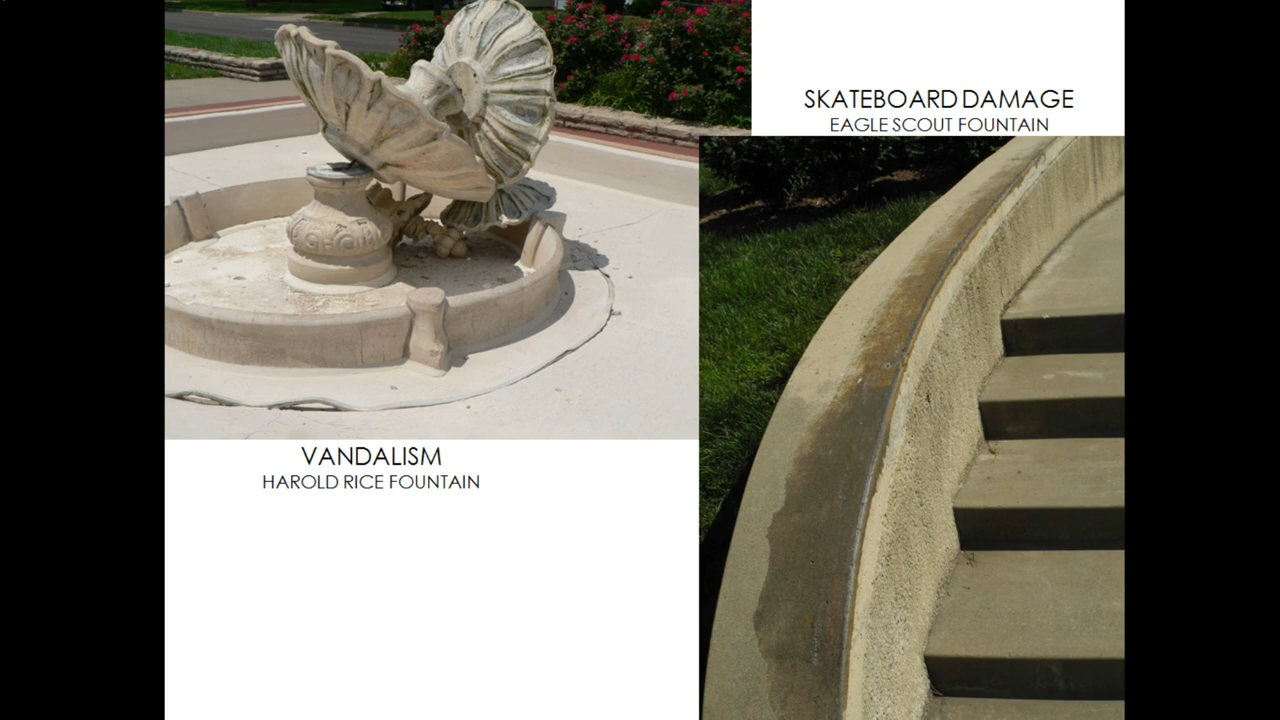 SKATEBOARD DAMAGE
EAGLE SCOUT FOUNTAIN
VANDALISM
HAROLD RICE FOUNTAIN